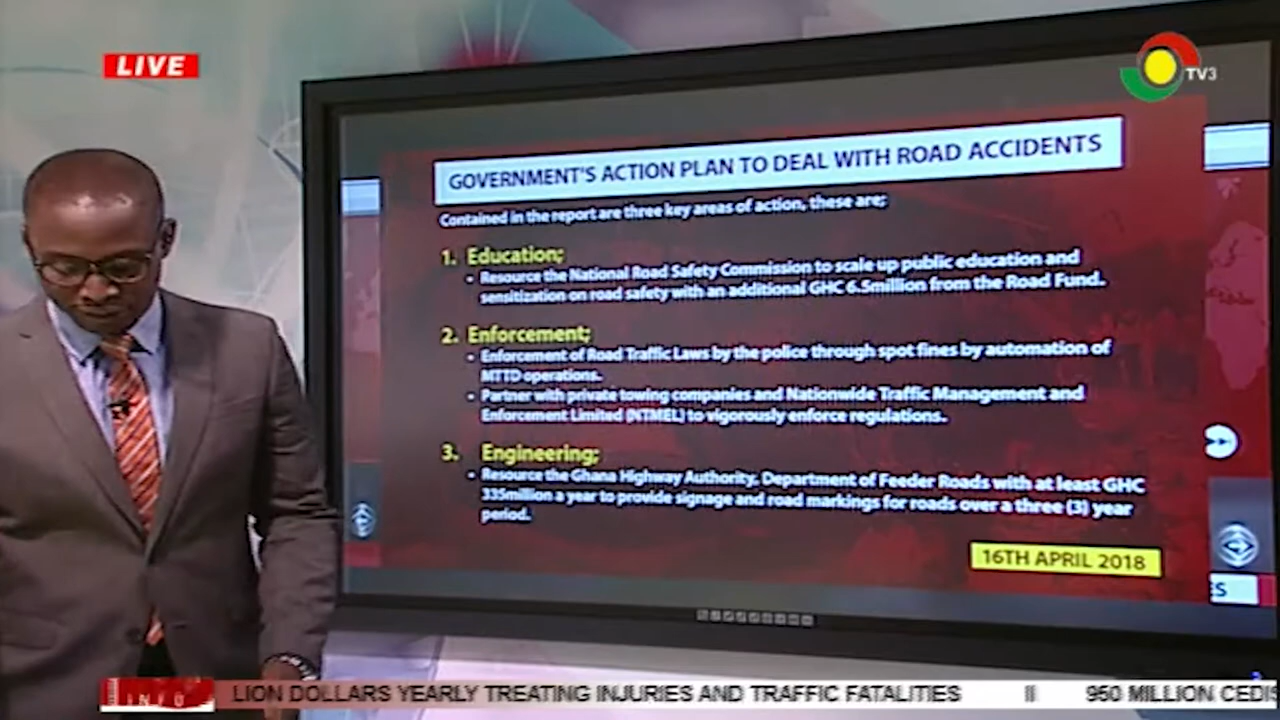 LIVE
TV3
GOVERNMENT'S ACTION PLAN TO DEAL WITH ROAD ACCIDENTS
Contained in the report are three key areas of action, these are;
1. Education;
• Resource the National Road Safety Commission to scale up public education and
sensitization on road safety with an additional GHC 6.5million from the Road Fund.
2. Enforcement;
• Enforcement of Road Traffic Laws by the police through spot fines by automation of
MTTD operations.
• Partner with private towing companies and Nationwide Traffic Management and
Enforcement Limited (NTMEL) to vigorously enforce regulations.
3. Engineering;
• Resource the Ghana Highway Authority, Department of Feeder Roads with at least GHC
335million a year to provide signage and road markings for roads over a three (3) year
period.
16TH APRIL 2018
ES
INFO
LION DOLLARS YEARLY TREATING INJURIES AND TRAFFIC FATALITIES || 950 MILLION CEDIS